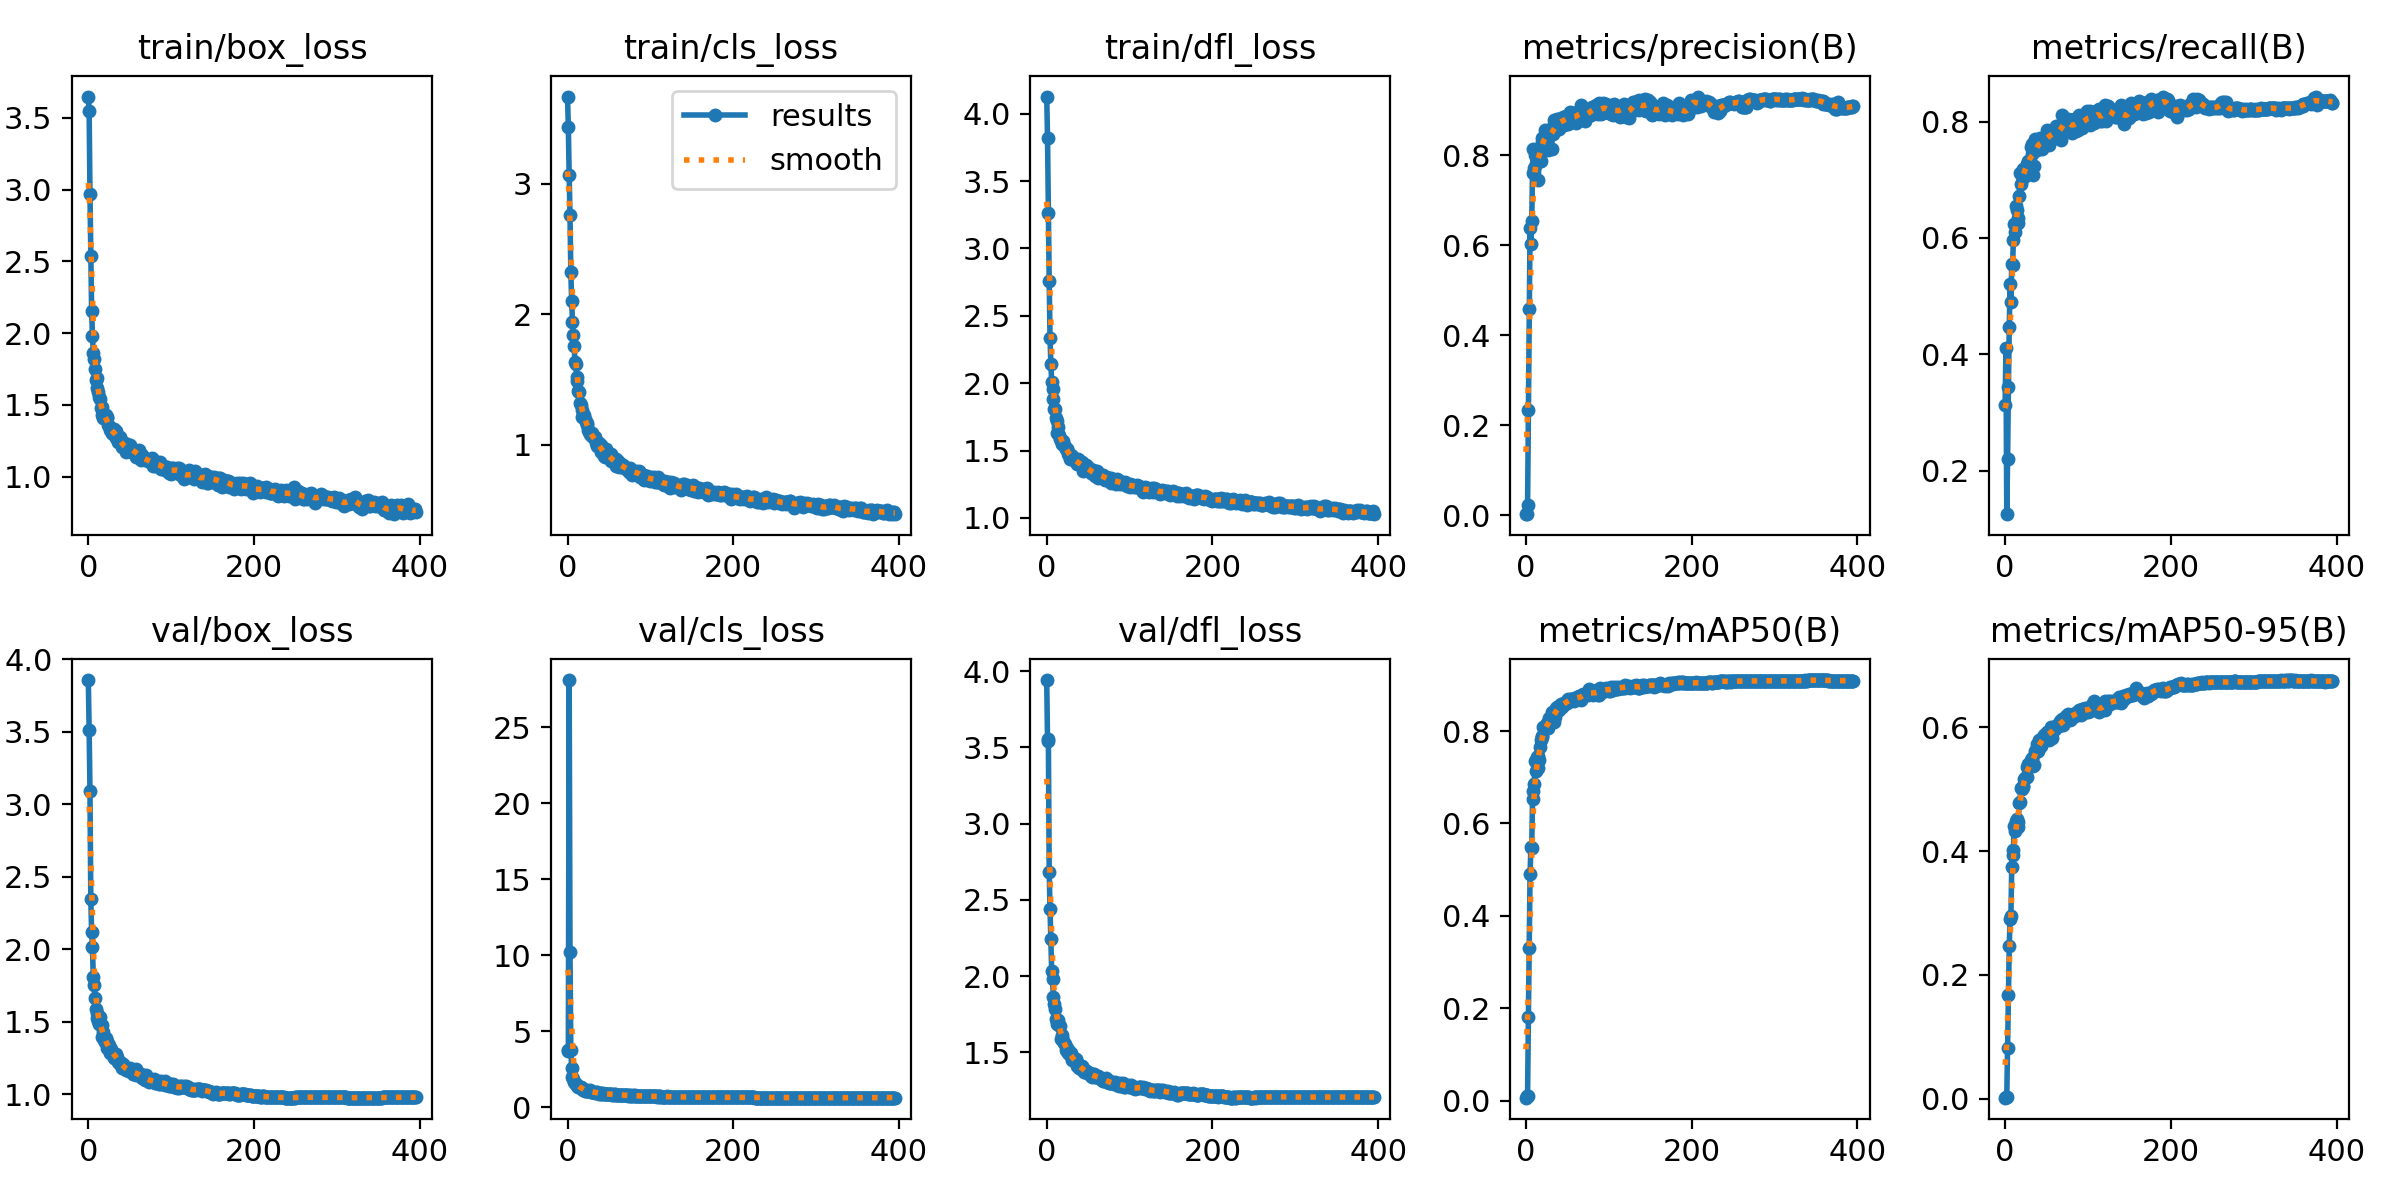 train/box_loss
3.5
3.0
2.5
2.0
1.5
1.0
0 200 400
train/cls_loss
results
smooth
3
2
1
0 200 400
train/dfl_loss
4.0
3.5
3.0
2.5
2.0
1.5
1.0
0 200 400
metrics/precision(B)
0.8
0.6
0.4
0.2
0.0
0 200 400
metrics/recall(B)
0.8
0.6
0.4
0.2
0 200 400
val/box_loss
4.0
3.5
3.0
2.5
2.0
1.5
1.0
0 200 400
val/cls_loss
25
20
15
10
5
0
0 200 400
val/dfl_loss
4.0
3.5
3.0
2.5
2.0
1.5
0 200 400
metrics/mAP50(B)
0.8
0.6
0.4
0.2
0.0
0 200 400
metrics/mAP50-95(B)
0.6
0.4
0.2
0.0
0 200 400